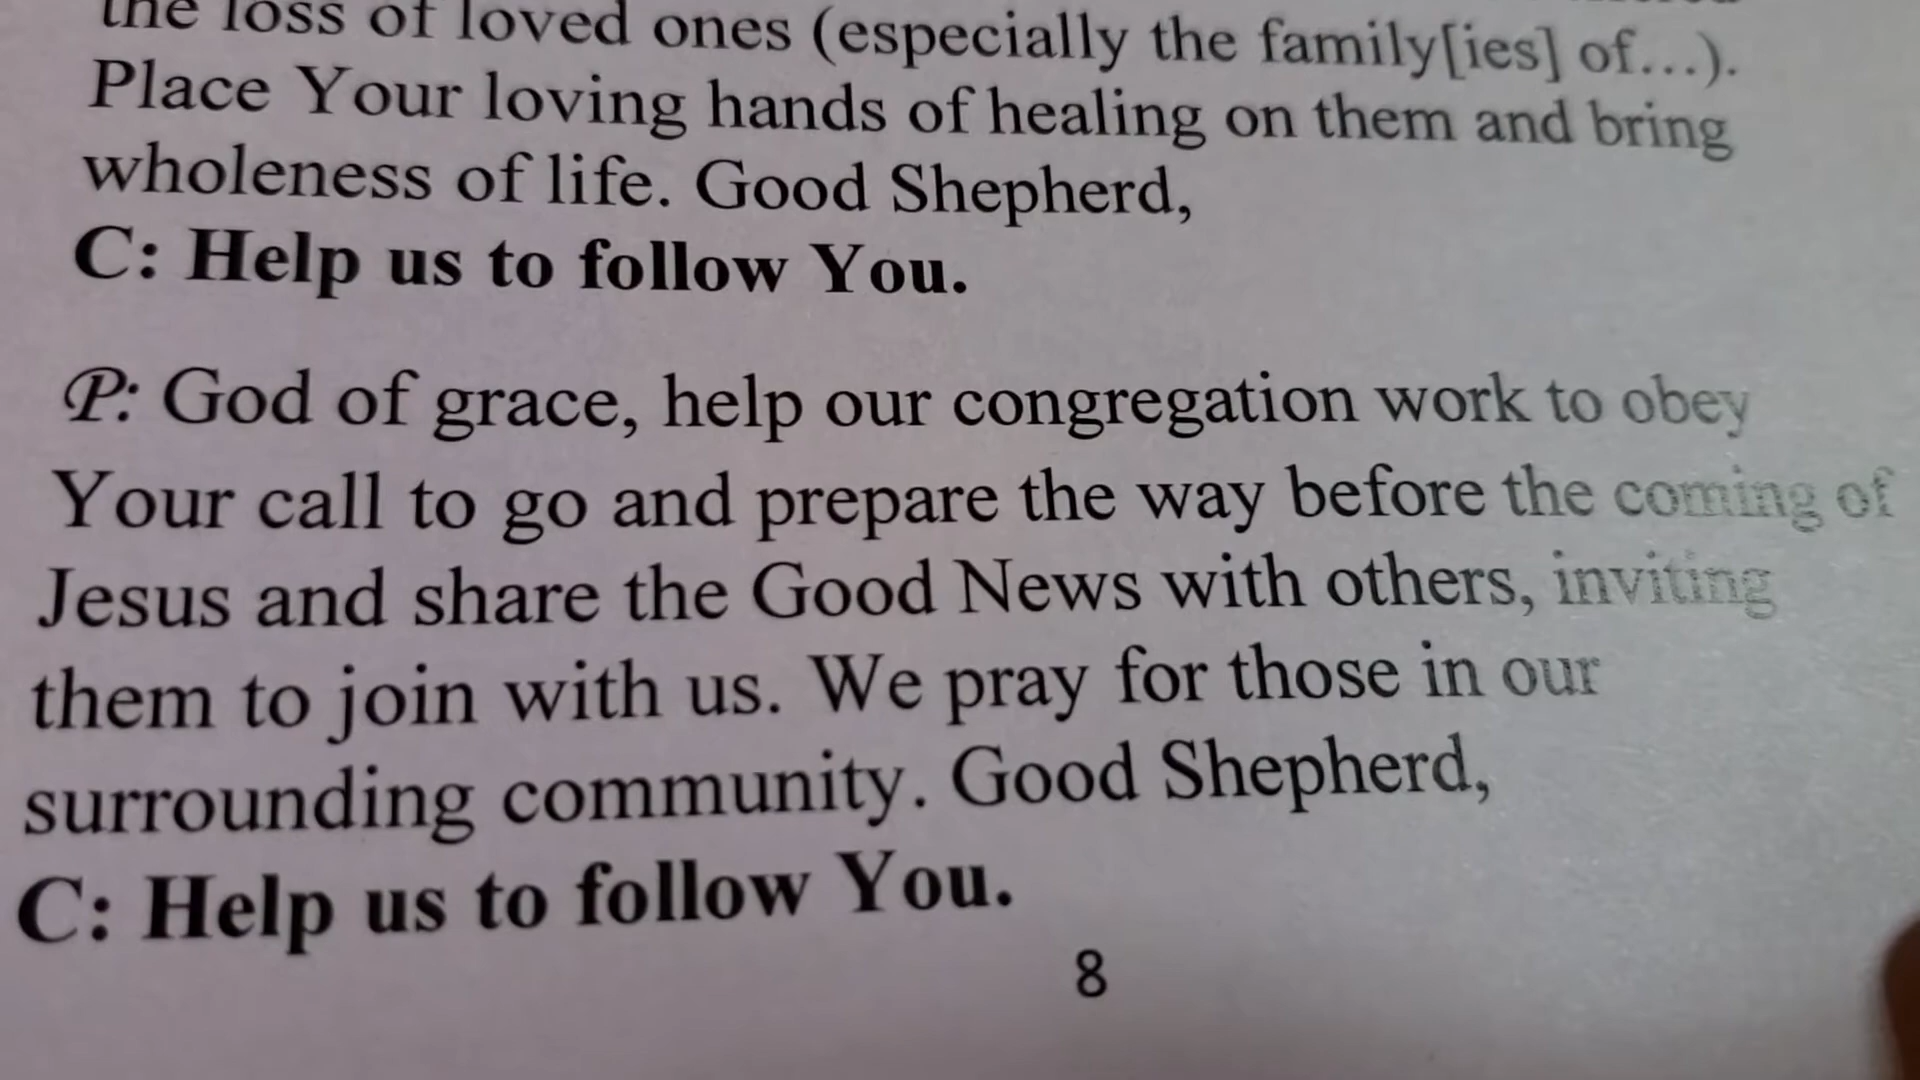 the loss of loved ones (especially the family[ies] of...).
Place Your loving hands of healing on them and bring
wholeness of life. Good Shepherd,
C: Help us to follow You.
P: God of grace, help our congregation work to obey
Your call to go and prepare the way before the coming of
Jesus and share the Good News with others, inviting
them to join with us. We pray for those in our
surrounding community. Good Shepherd,
C: Help us to follow You.
8